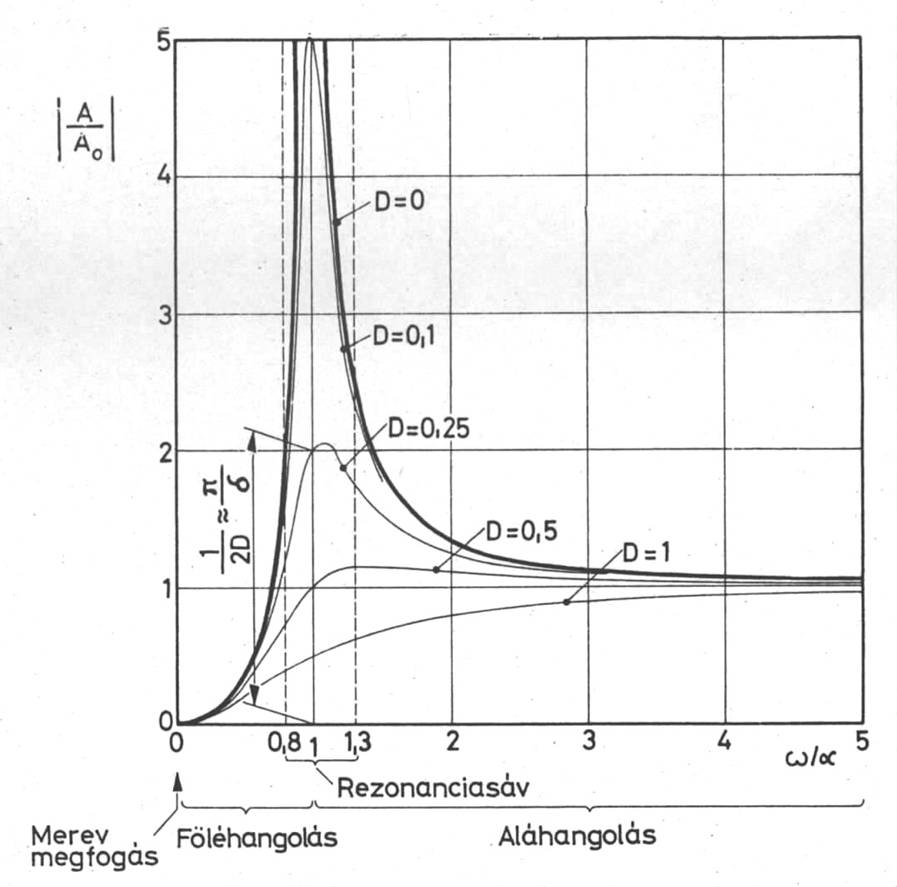 5
|A/A₀|
4
D=0
3
D=0,1
D=0,25
2
1/2D ≈ π/δ
D=0,5
D=1
1
0
0 0,8 1 1,3 2 3 4 5
ω/α
Rezonanciasáv
Föléhangolás Aláhangolás
Merev
megfogás